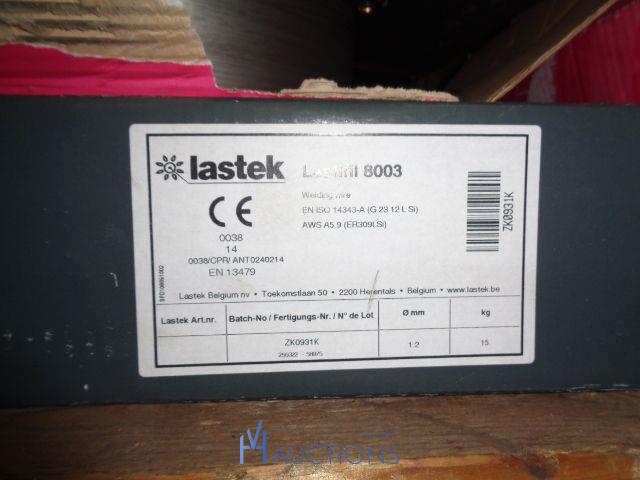 lastek
8003
Welding wire
EN ISO 14343-A (G 23 12 L Si)
AWS A5.9 (ER309LSi)
CE
0038
14
0038/CPR/ ANT0240214
EN 13479
ZK0931K
Lastek Belgium nv • Toekomstlaan 50 • 2200 Herentals • Belgium • www.lastek.be
Lastek Art.nr. Batch-No / Fertigungs-Nr. / N° de Lot Ø mm kg
ZK0931K 1.2 15
AUCTIONS